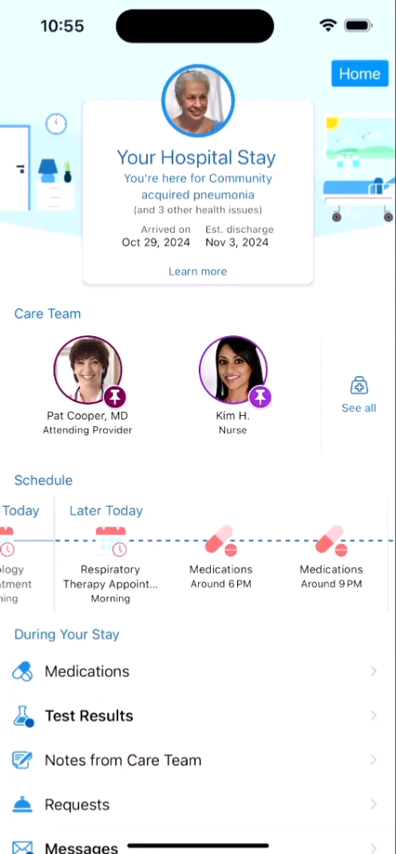 10:55
Home
Your Hospital Stay
You're here for Community
acquired pneumonia
(and 3 other health issues)
Arrived on Est. discharge
Oct 29, 2024 Nov 3, 2024
Learn more
Care Team
Pat Cooper, MD
Attending Provider
Kim H.
Nurse
See all
Schedule
Today
Later Today
ology
tment
ning
Respiratory
Therapy Appoint...
Morning
Medications
Around 6 PM
Medications
Around 9 PM
During Your Stay
Medications
Test Results
Notes from Care Team
Requests
Messages